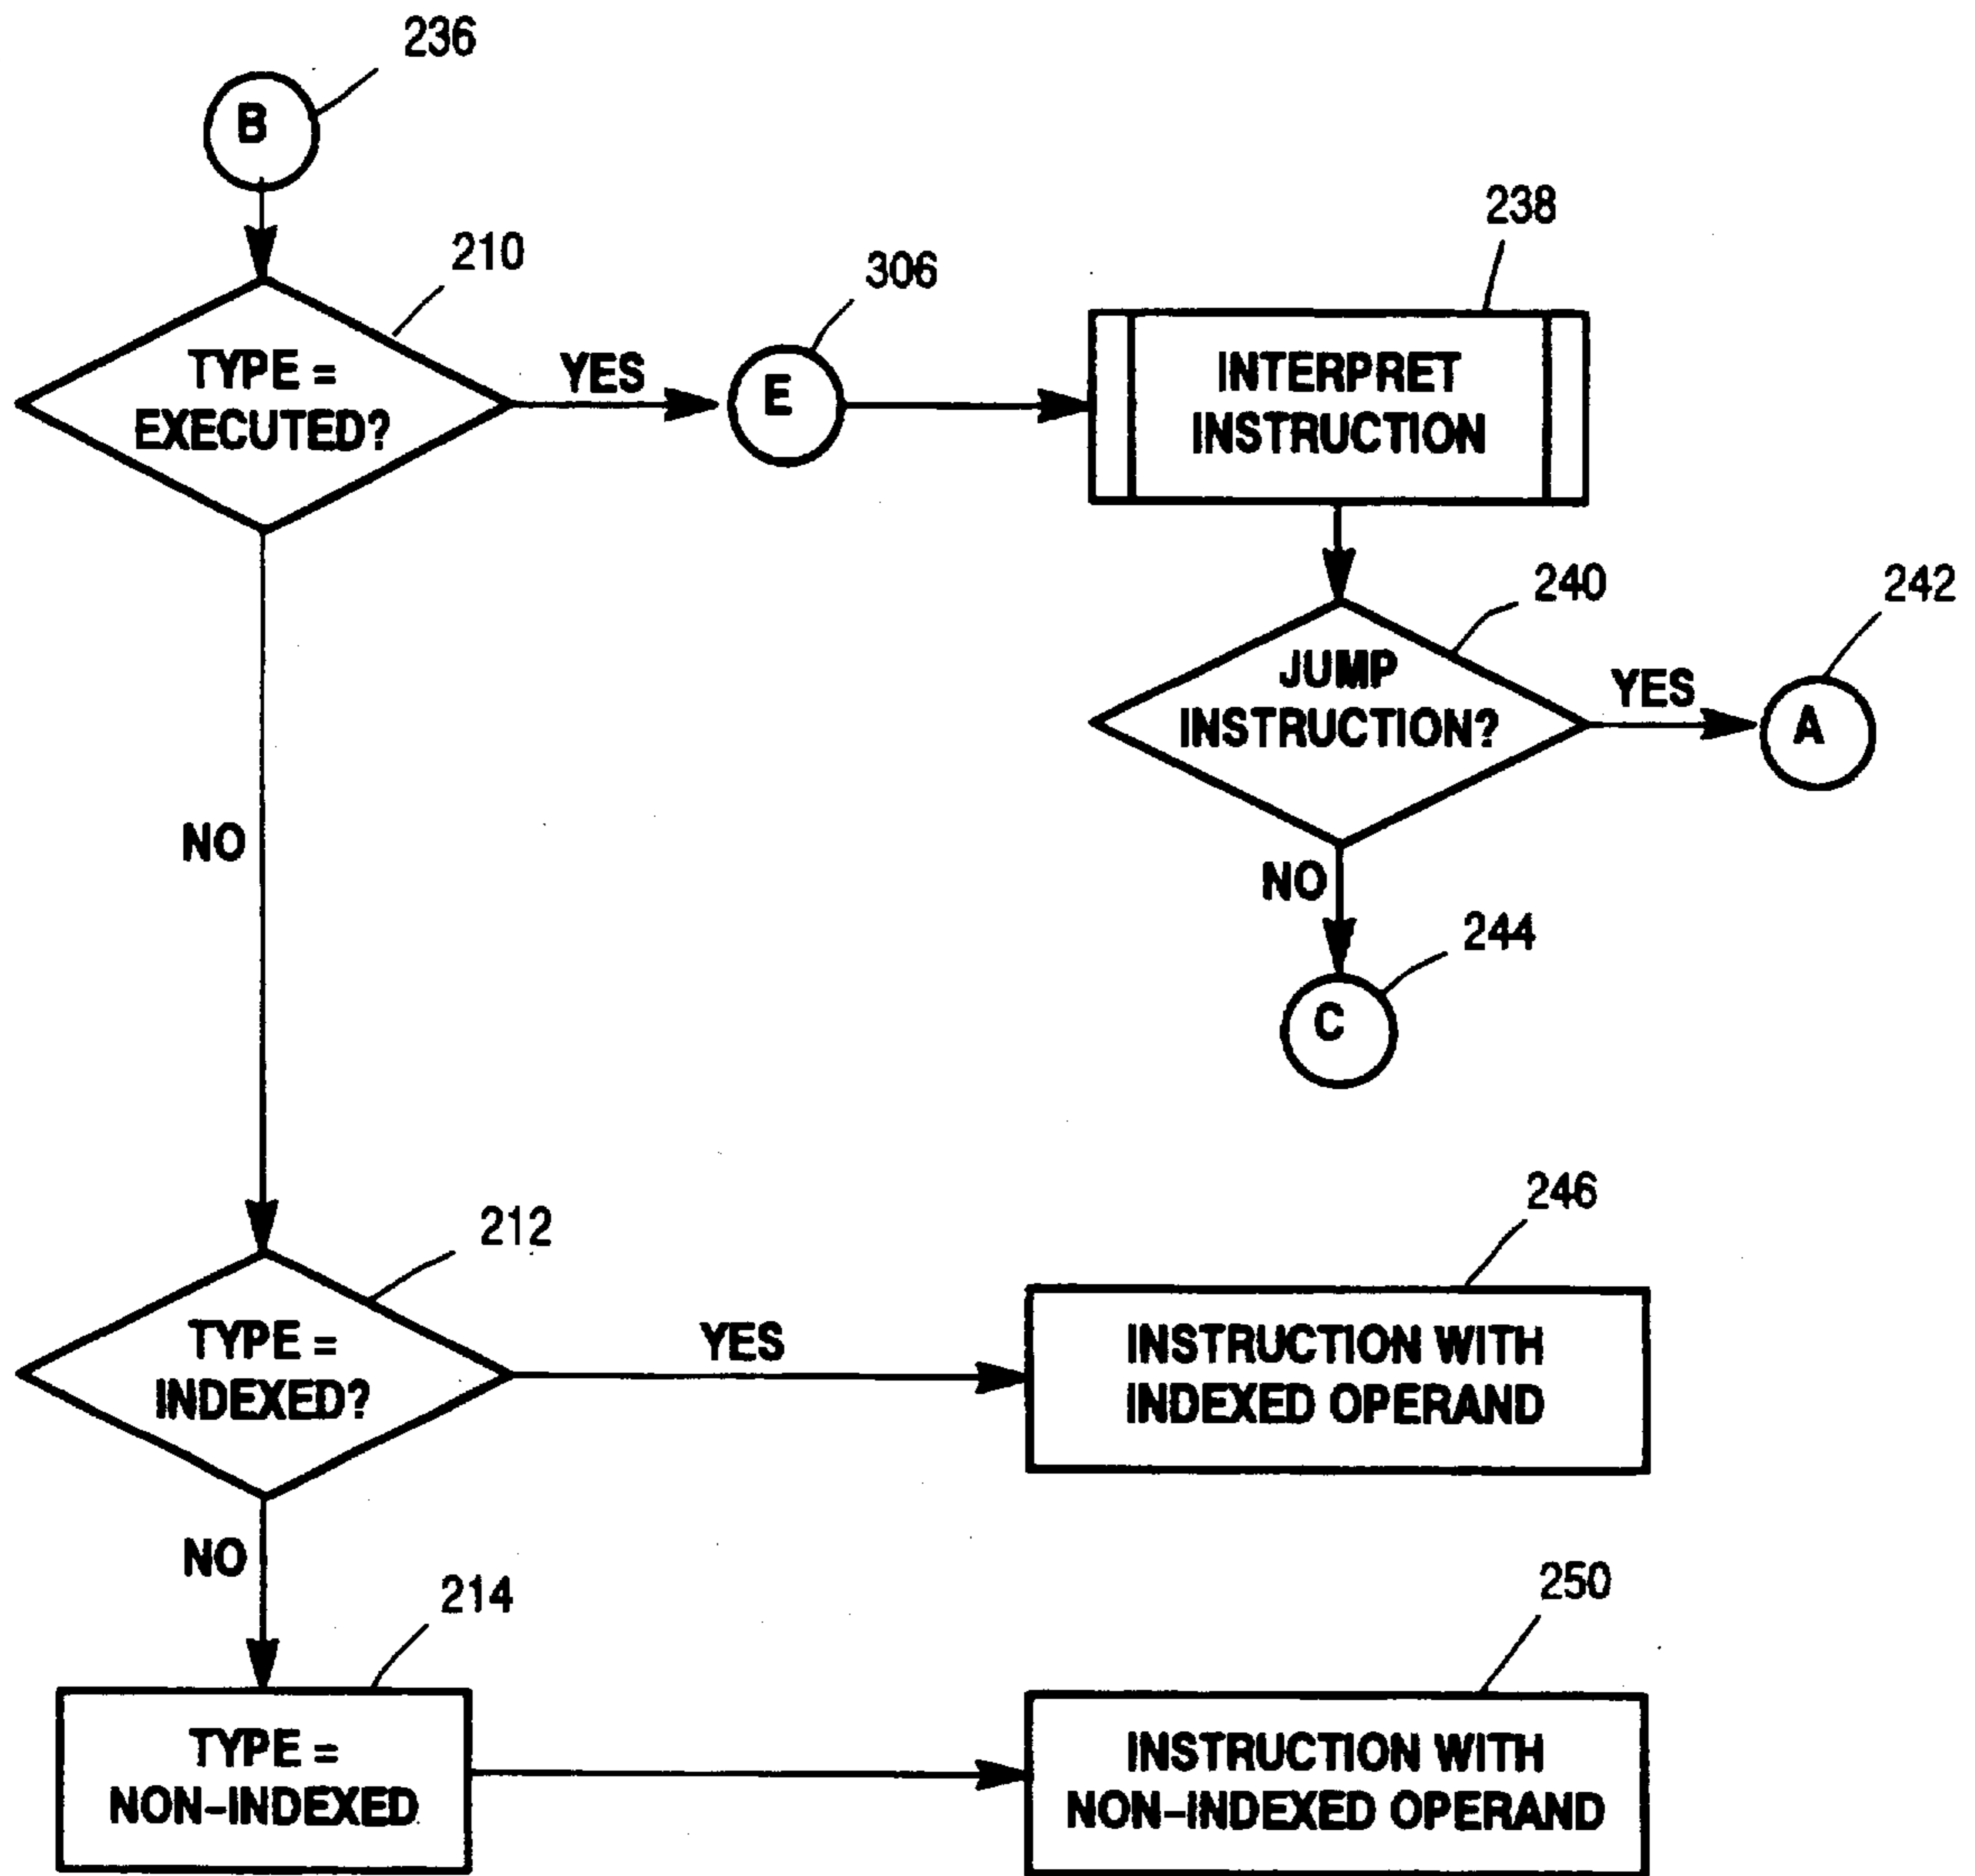 236
B
210
TYPE =
EXECUTED?
YES
306
E
238
INTERPRET
INSTRUCTION
240
JUMP
INSTRUCTION?
YES
242
A
NO
244
C
NO
212
TYPE =
INDEXED?
YES
246
INSTRUCTION WITH
INDEXED OPERAND
NO
214
TYPE =
NON-INDEXED
250
INSTRUCTION WITH
NON-INDEXED OPERAND